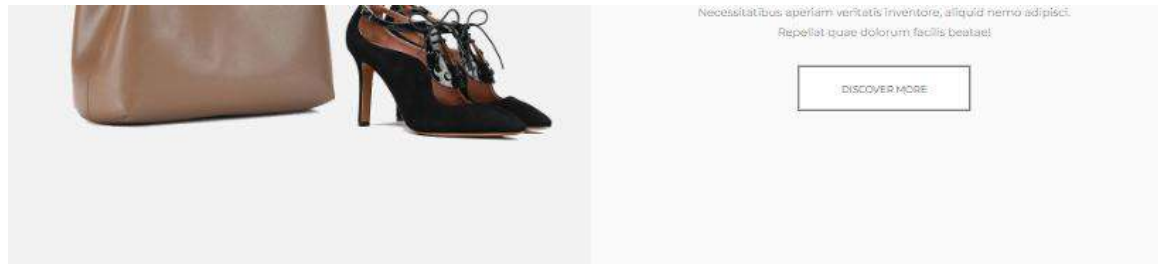 Necessitatibus aperiam veritatis inventore, aliquid nemo adipisci.
Repellat quae dolorum facilis beatae!
DISCOVER MORE